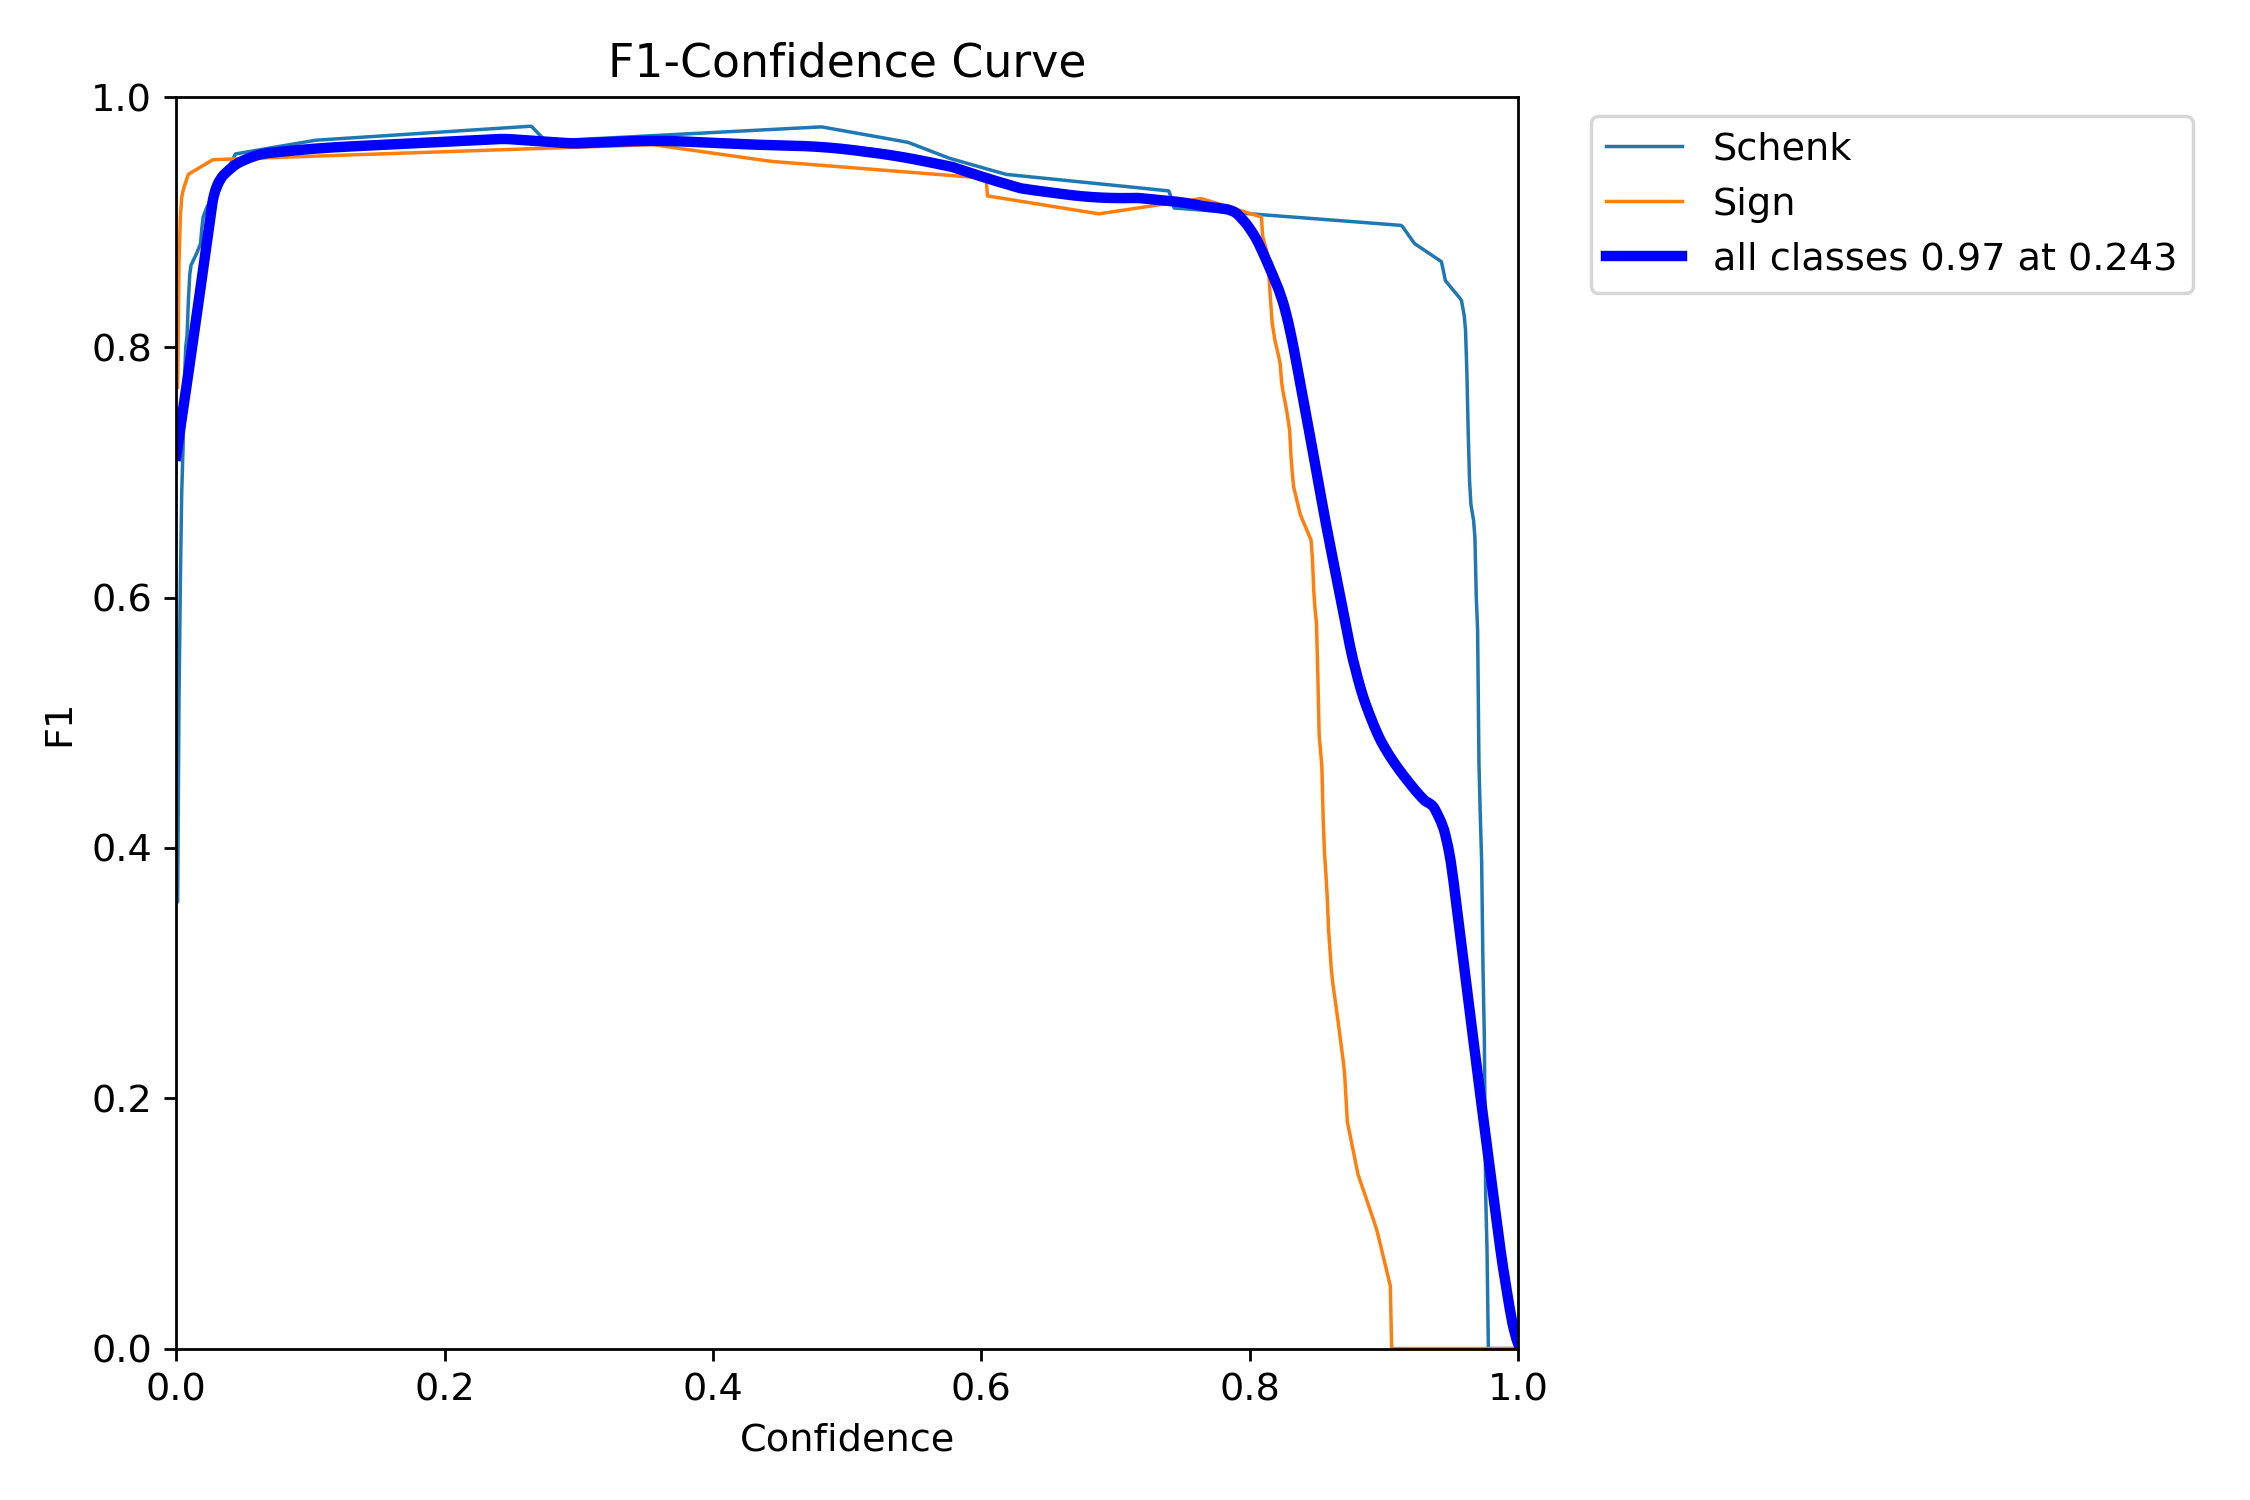 F1-Confidence Curve
1.0
0.8
0.6
0.4
0.2
0.0
F1
0.0 0.2 0.4 0.6 0.8 1.0
Confidence
Schenk
Sign
all classes 0.97 at 0.243